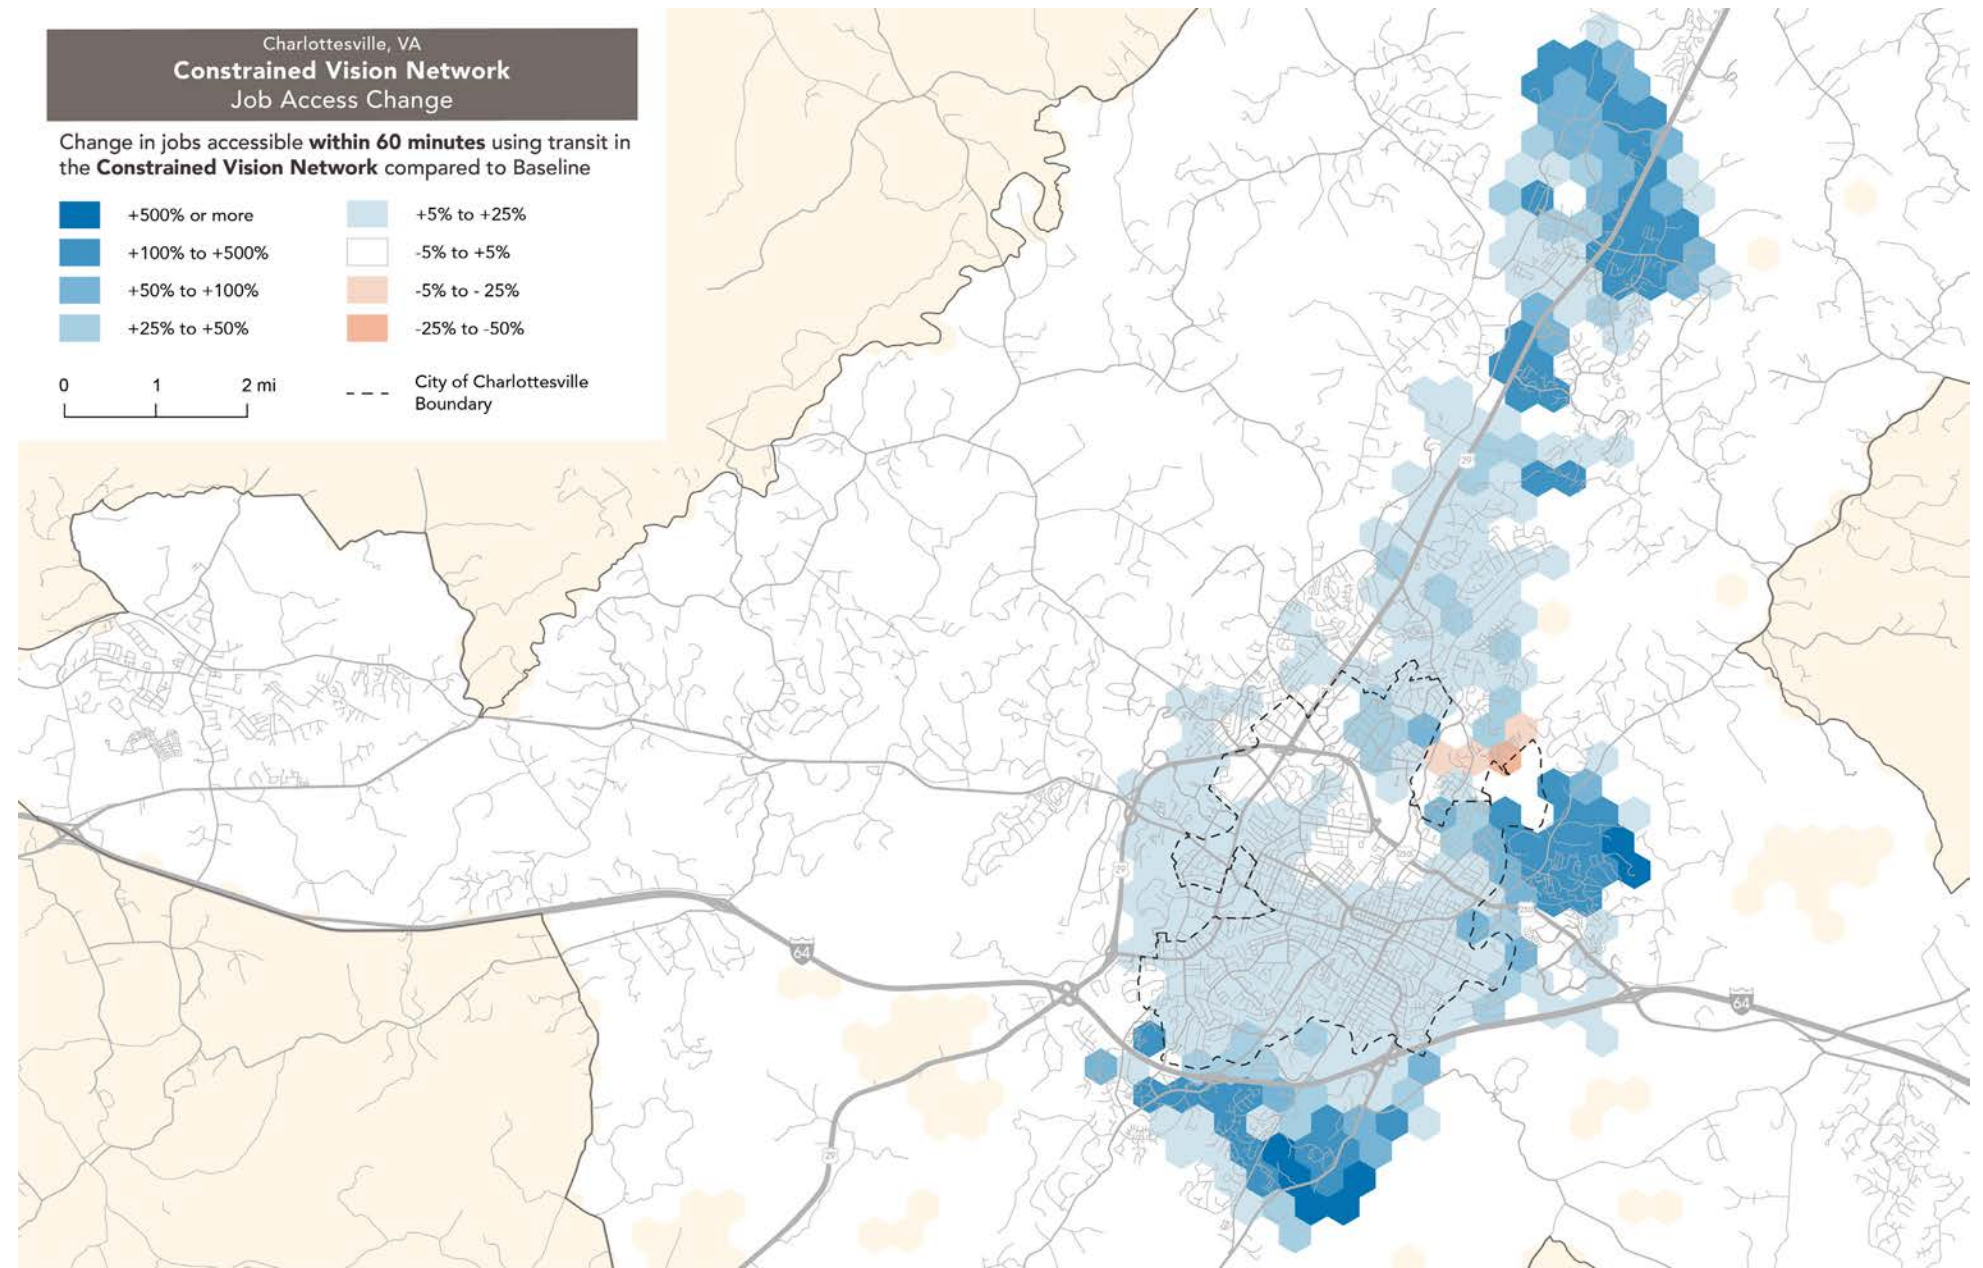 Charlottesville, VA
Constrained Vision Network
Job Access Change
Change in jobs accessible within 60 minutes using transit in
the Constrained Vision Network compared to Baseline
+500% or more
+100% to +500%
+50% to +100%
+25% to +50%
+5% to +25%
-5% to +5%
-5% to - 25%
-25% to -50%
0 1 2 mi
City of Charlottesville
Boundary
29
29
64
64
29